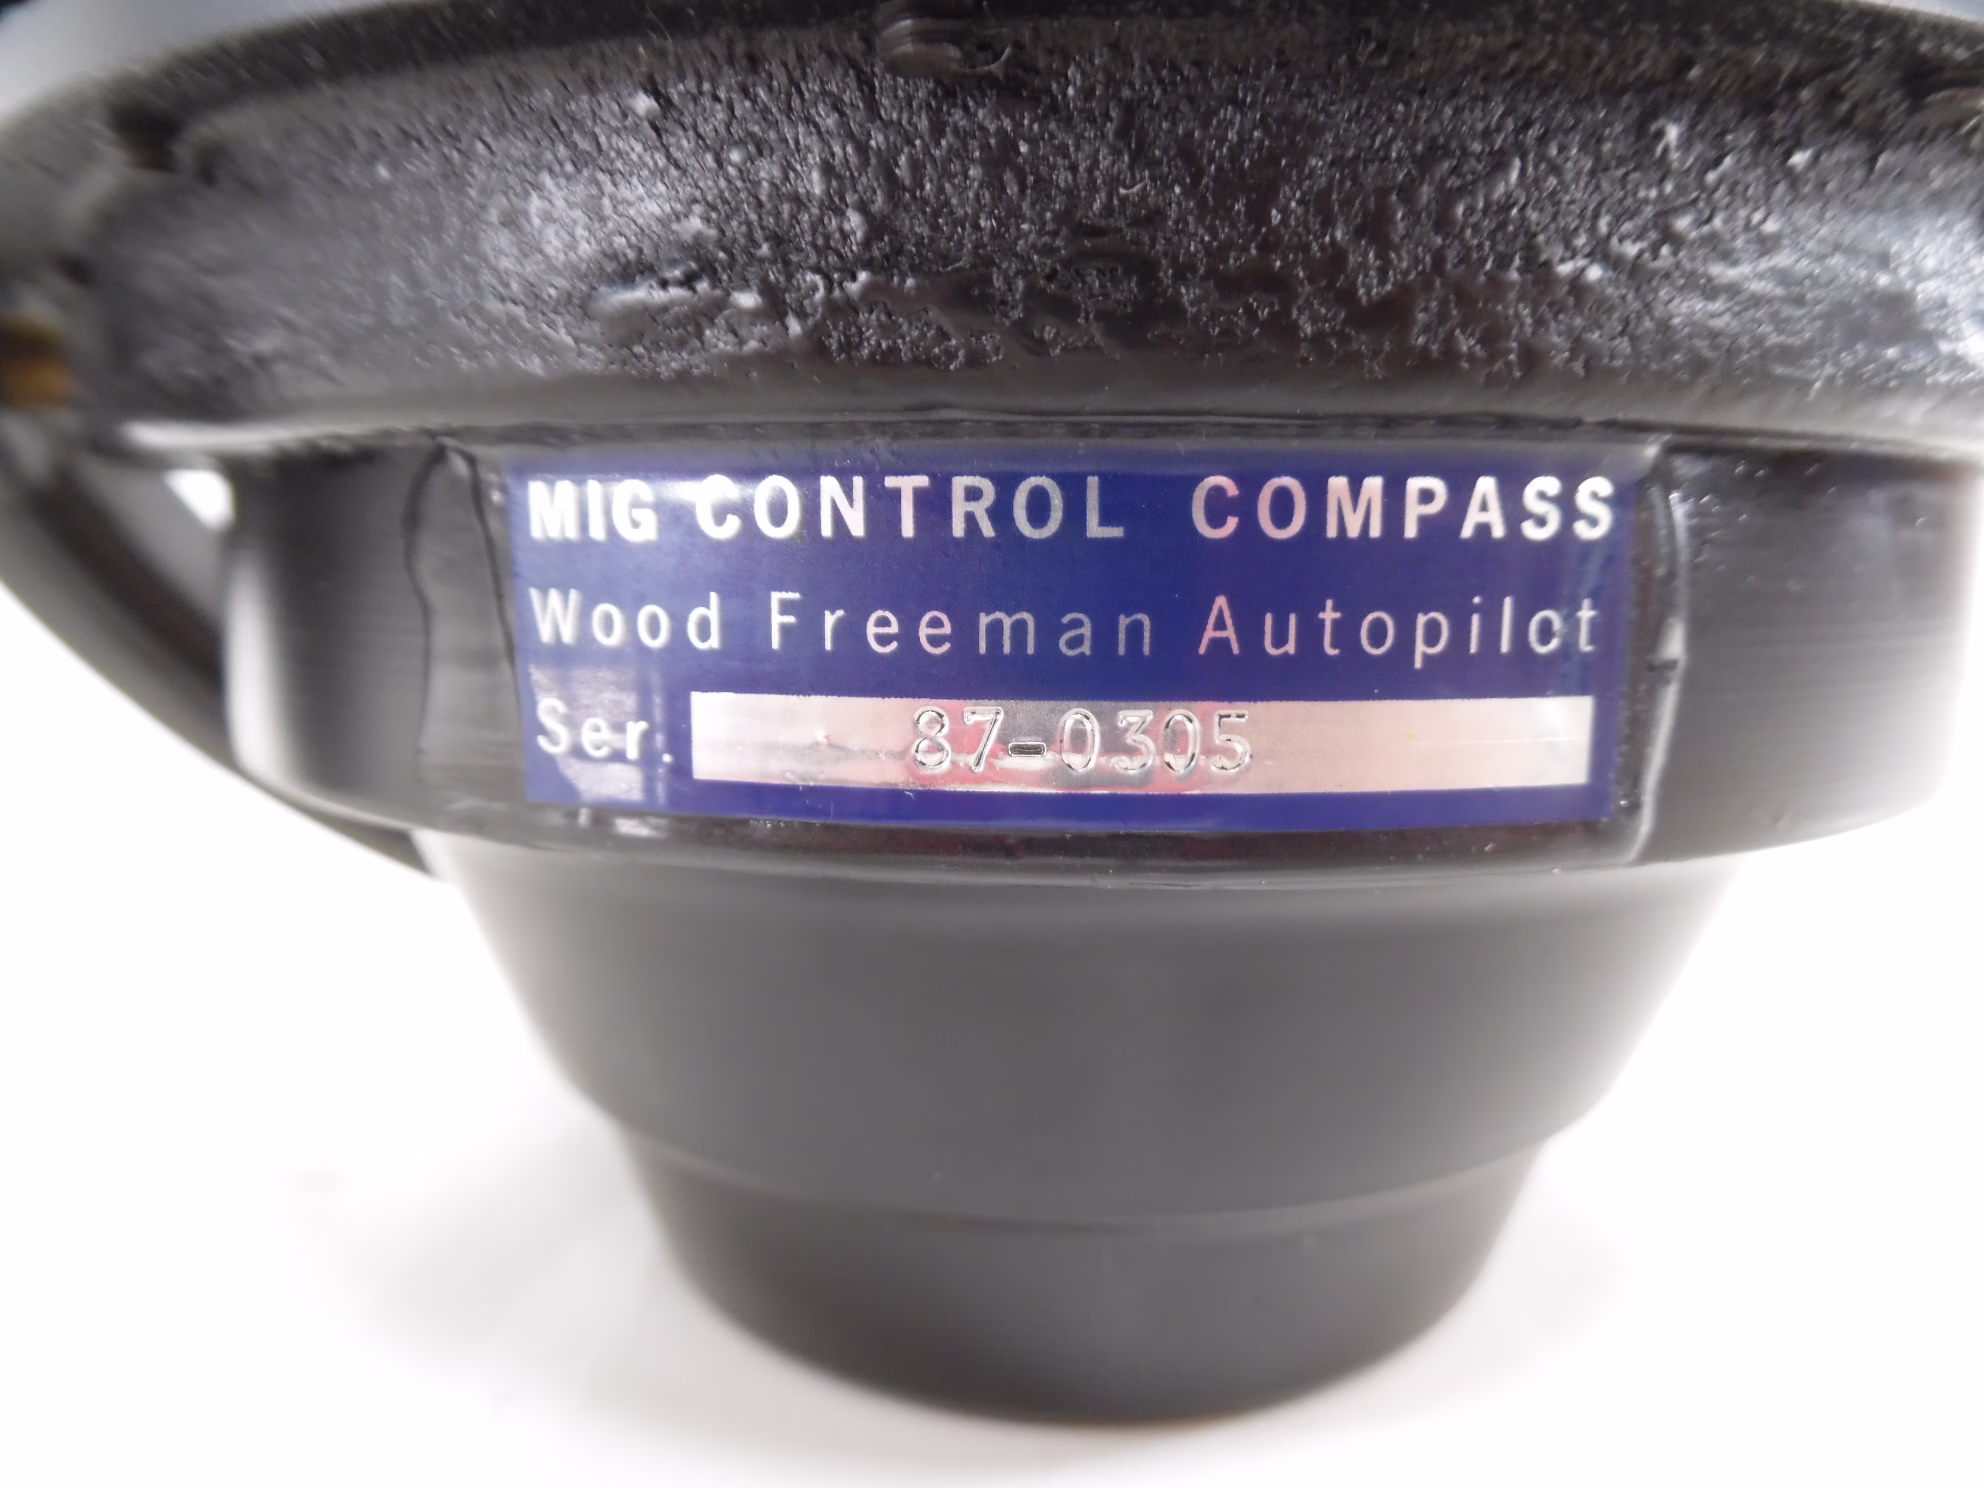 MIG CONTROL COMPASS
Wood Freeman Autopilot
Ser. 87-0305